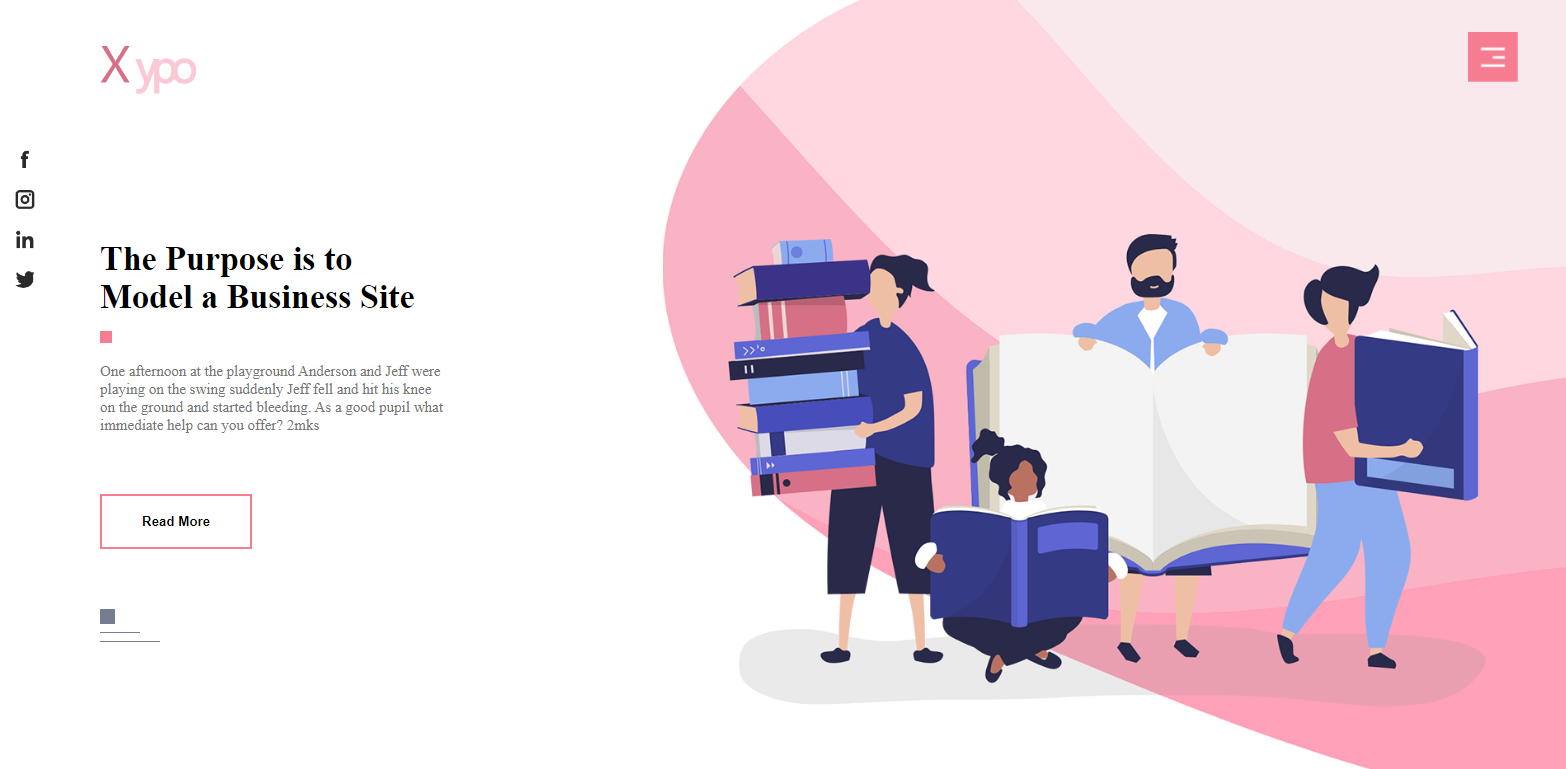 X ypo
The Purpose is to
Model a Business Site
One afternoon at the playground Anderson and Jeff were
playing on the swing suddenly Jeff fell and hit his knee
on the ground and started bleeding. As a good pupil what
immediate help can you offer? 2mks
Read More